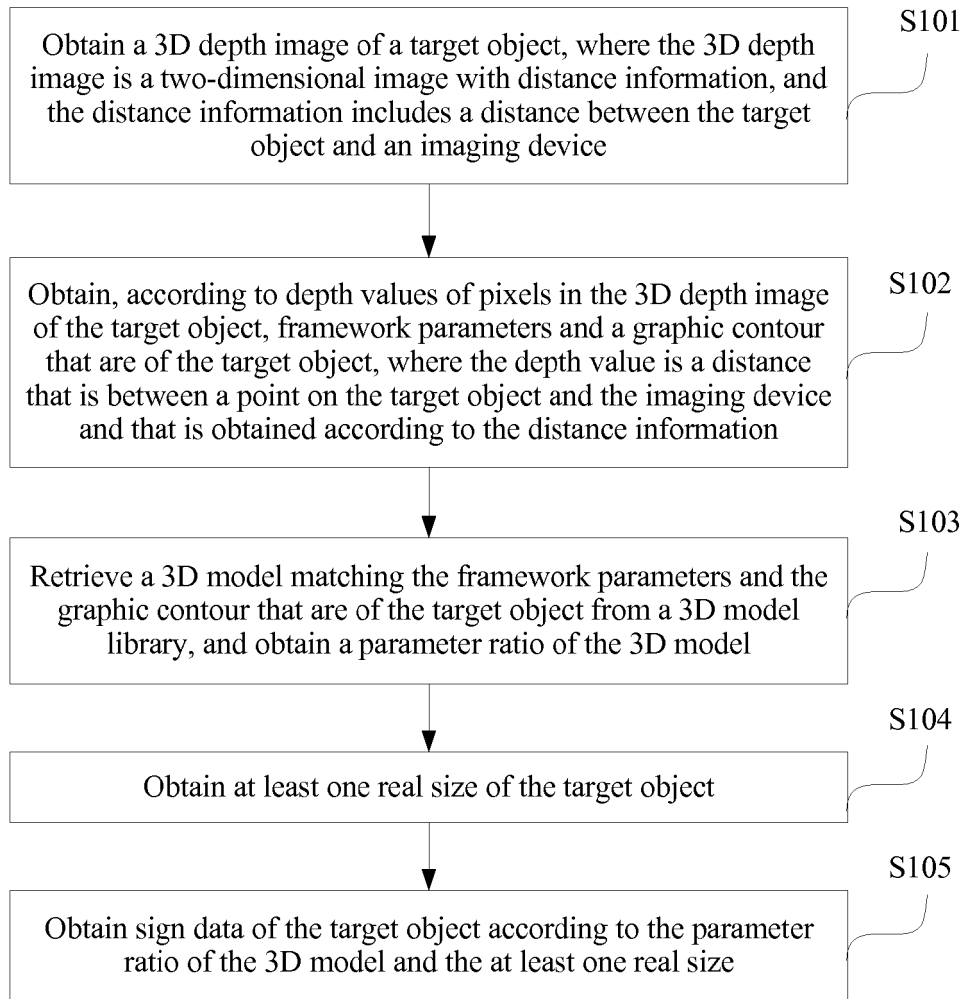 S101
Obtain a 3D depth image of a target object, where the 3D depth
image is a two-dimensional image with distance information, and
the distance information includes a distance between the target
object and an imaging device
S102
Obtain, according to depth values of pixels in the 3D depth image
of the target object, framework parameters and a graphic contour
that are of the target object, where the depth value is a distance
that is between a point on the target object and the imaging device
and that is obtained according to the distance information
S103
Retrieve a 3D model matching the framework parameters and the
graphic contour that are of the target object from a 3D model
library, and obtain a parameter ratio of the 3D model
S104
Obtain at least one real size of the target object
S105
Obtain sign data of the target object according to the parameter
ratio of the 3D model and the at least one real size